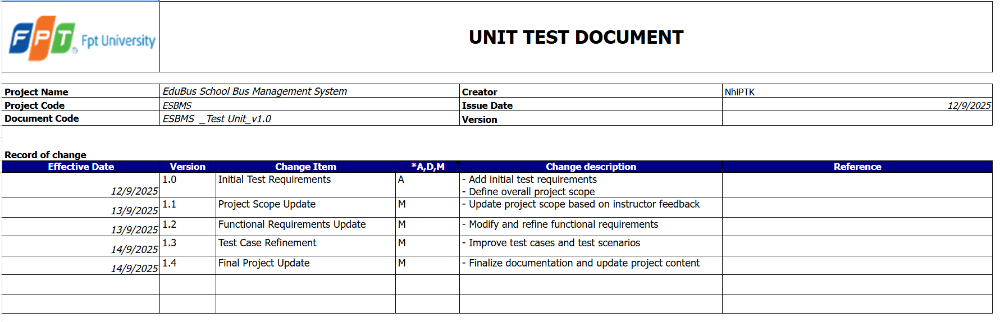 FPT Fpt University
UNIT TEST DOCUMENT
Project Name EduBus School Bus Management System Creator NhiPTK
Project Code ESBMS Issue Date 12/9/2025
Document Code ESBMS _Test Unit_v1.0 Version
Record of change
Effective Date Version Change Item *A,D,M Change description Reference
12/9/2025 1.0 Initial Test Requirements A - Add initial test requirements
- Define overall project scope
13/9/2025 1.1 Project Scope Update M - Update project scope based on instructor feedback
13/9/2025 1.2 Functional Requirements Update M - Modify and refine functional requirements
14/9/2025 1.3 Test Case Refinement M - Improve test cases and test scenarios
14/9/2025 1.4 Final Project Update M - Finalize documentation and update project content